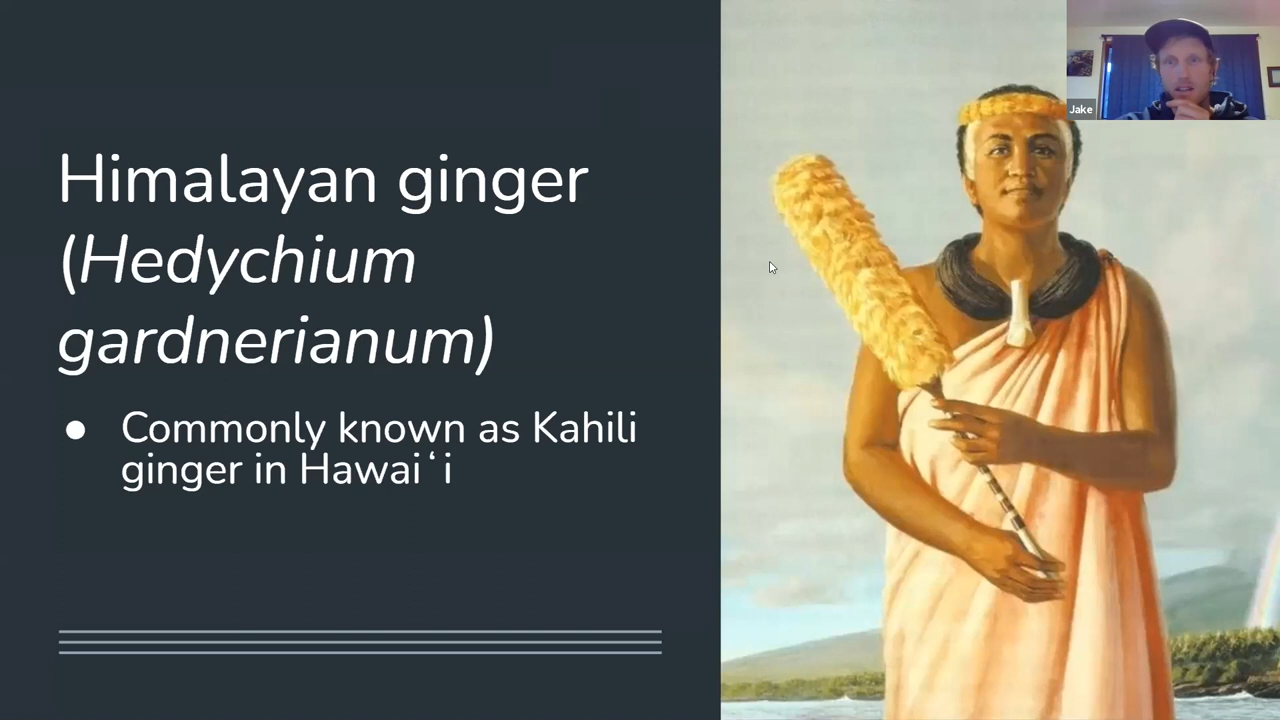 Himalayan ginger
(Hedychium
gardnerianum)
● Commonly known as Kahili
ginger in Hawaiʻi
Jake